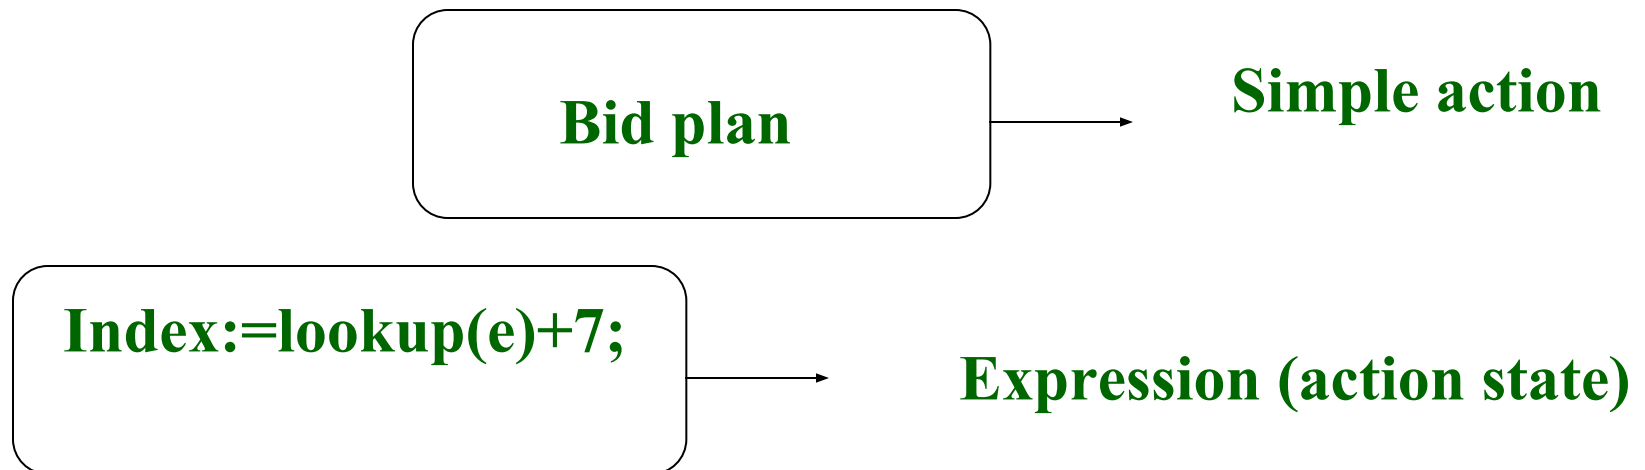 Bid plan
Simple action
Index:=lookup(e)+7;
Expression (action state)